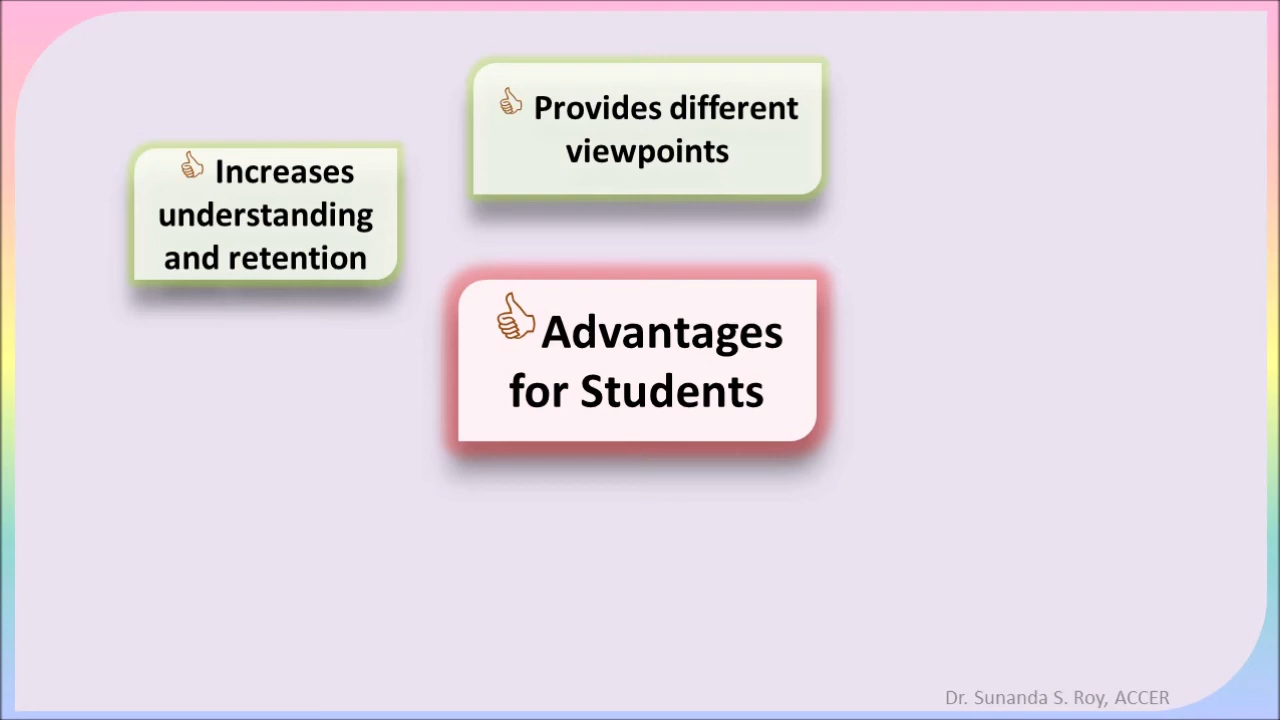 Provides different
viewpoints
Increases
understanding
and retention
Advantages
for Students
Dr. Sunanda S. Roy, ACCER